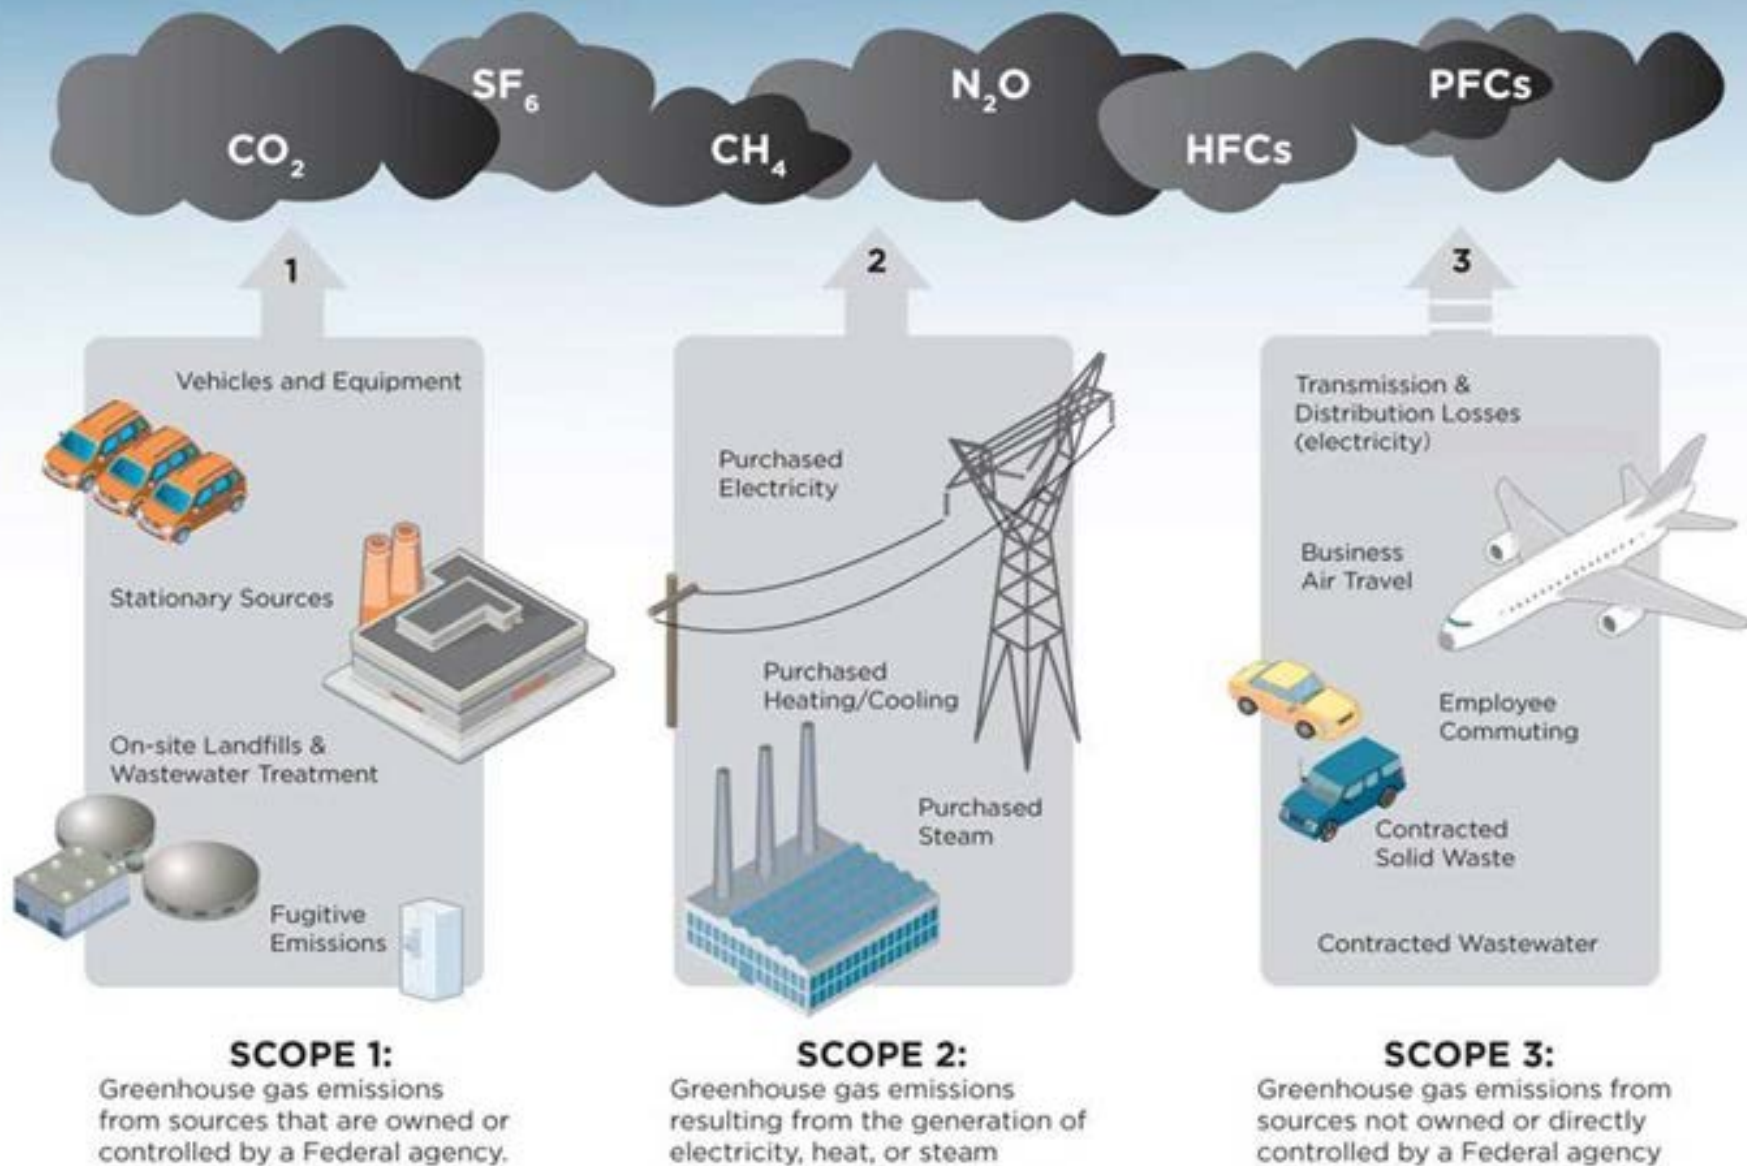 SF6
N2O
PFCs
CO2
CH4
HFCs
1
2
3
Vehicles and Equipment
Stationary Sources
On-site Landfills &
Wastewater Treatment
Fugitive
Emissions
Purchased
Electricity
Purchased
Heating/Cooling
Purchased
Steam
Transmission &
Distribution Losses
(electricity)
Business
Air Travel
Employee
Commuting
Contracted
Solid Waste
Contracted Wastewater
SCOPE 1:
Greenhouse gas emissions
from sources that are owned or
controlled by a Federal agency.
SCOPE 2:
Greenhouse gas emissions
resulting from the generation of
electricity, heat, or steam
SCOPE 3:
Greenhouse gas emissions from
sources not owned or directly
controlled by a Federal agency